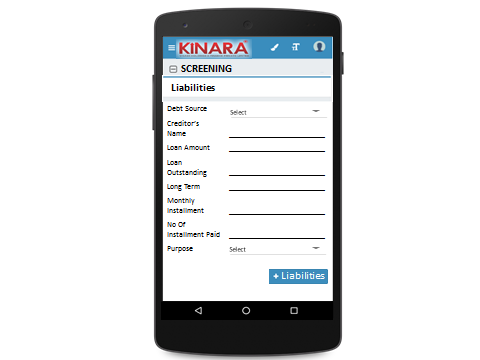 KINARA
SCREENING
Liabilities
Debt Source
Select
Creditor's
Name
Loan Amount
Loan
Outstanding
Long Term
Monthly
Installment
No Of
Installment Paid
Purpose
Select
+ Liabilities